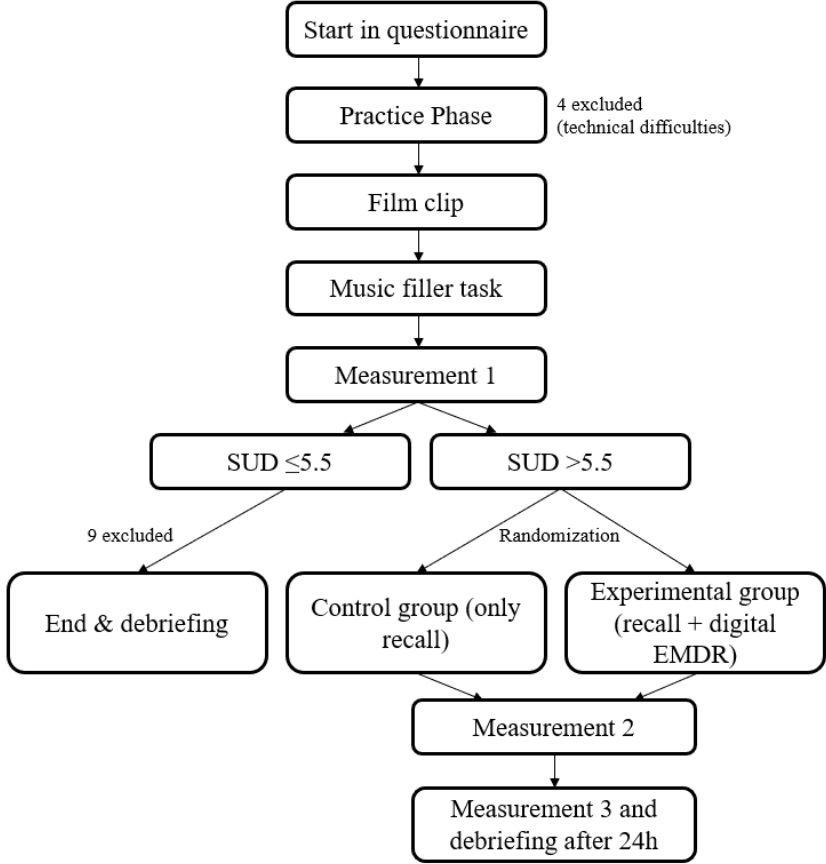 Start in questionnaire
Practice Phase
4 excluded
(technical difficulties)
Film clip
Music filler task
Measurement 1
SUD ≤5.5
SUD >5.5
9 excluded
Randomization
End & debriefing
Control group (only
recall)
Experimental group
(recall + digital
EMDR)
Measurement 2
Measurement 3 and
debriefing after 24h